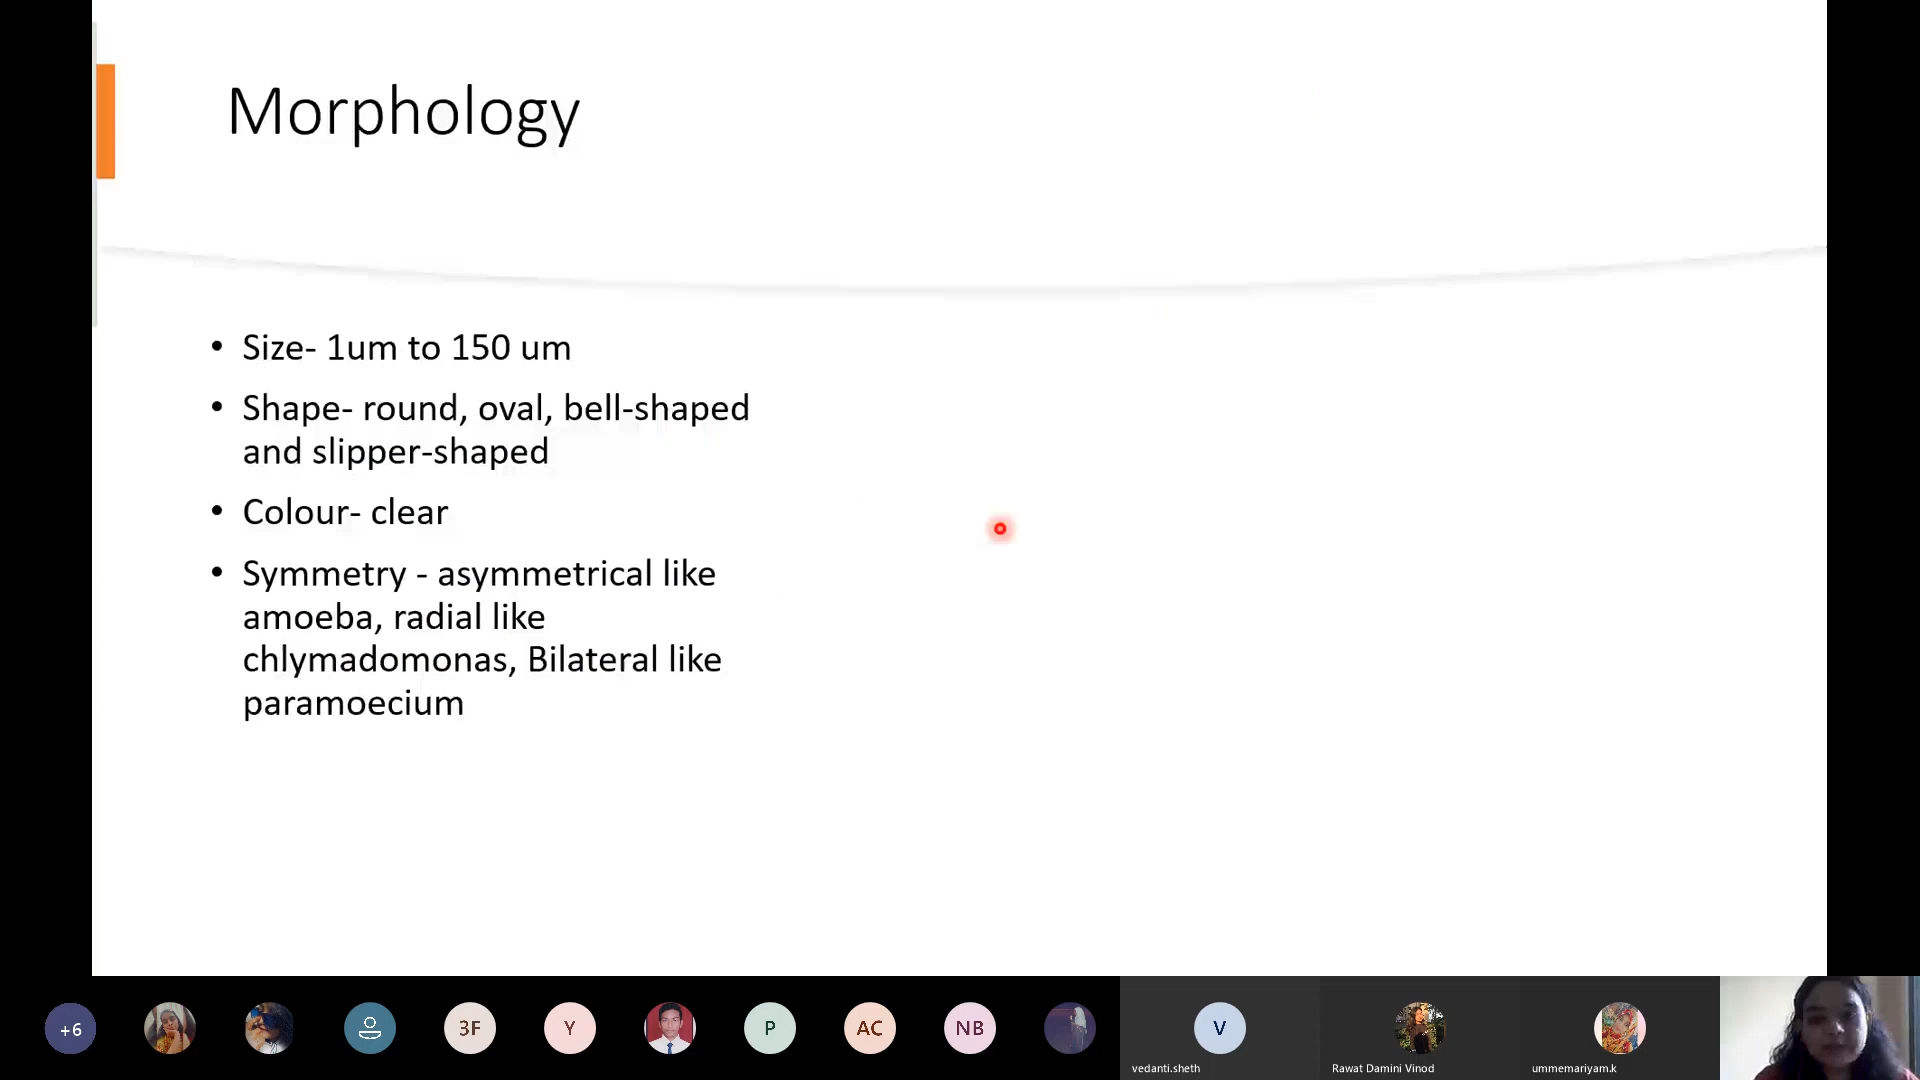 Morphology
• Size- 1um to 150 um
• Shape- round, oval, bell-shaped
and slipper-shaped
• Colour- clear
• Symmetry - asymmetrical like
amoeba, radial like
chlymadomonas, Bilateral like
paramoecium
+6
3F
Y
P
AC
NB
V
vedanti.sheth
Rawat Damini Vinod
ummemariyam.k